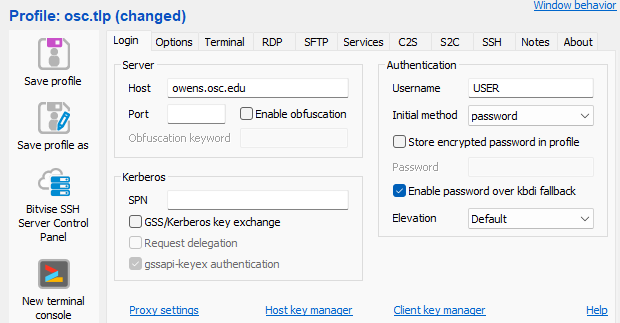 Profile: osc.tlp (changed)
Window behavior
Save profile
Save profile as
Bitvise SSH
Server Control
Panel
New terminal
console
Login Options Terminal RDP SFTP Services C2S S2C SSH Notes About
Server
Host owens.osc.edu
Port Enable obfuscation
Obfuscation keyword
Kerberos
SPN
GSS/Kerberos key exchange
Request delegation
gssapi-keyex authentication
Authentication
Username USER
Initial method password
Store encrypted password in profile
Password
Enable password over kbdi fallback
Elevation Default
Proxy settings Host key manager Client key manager Help